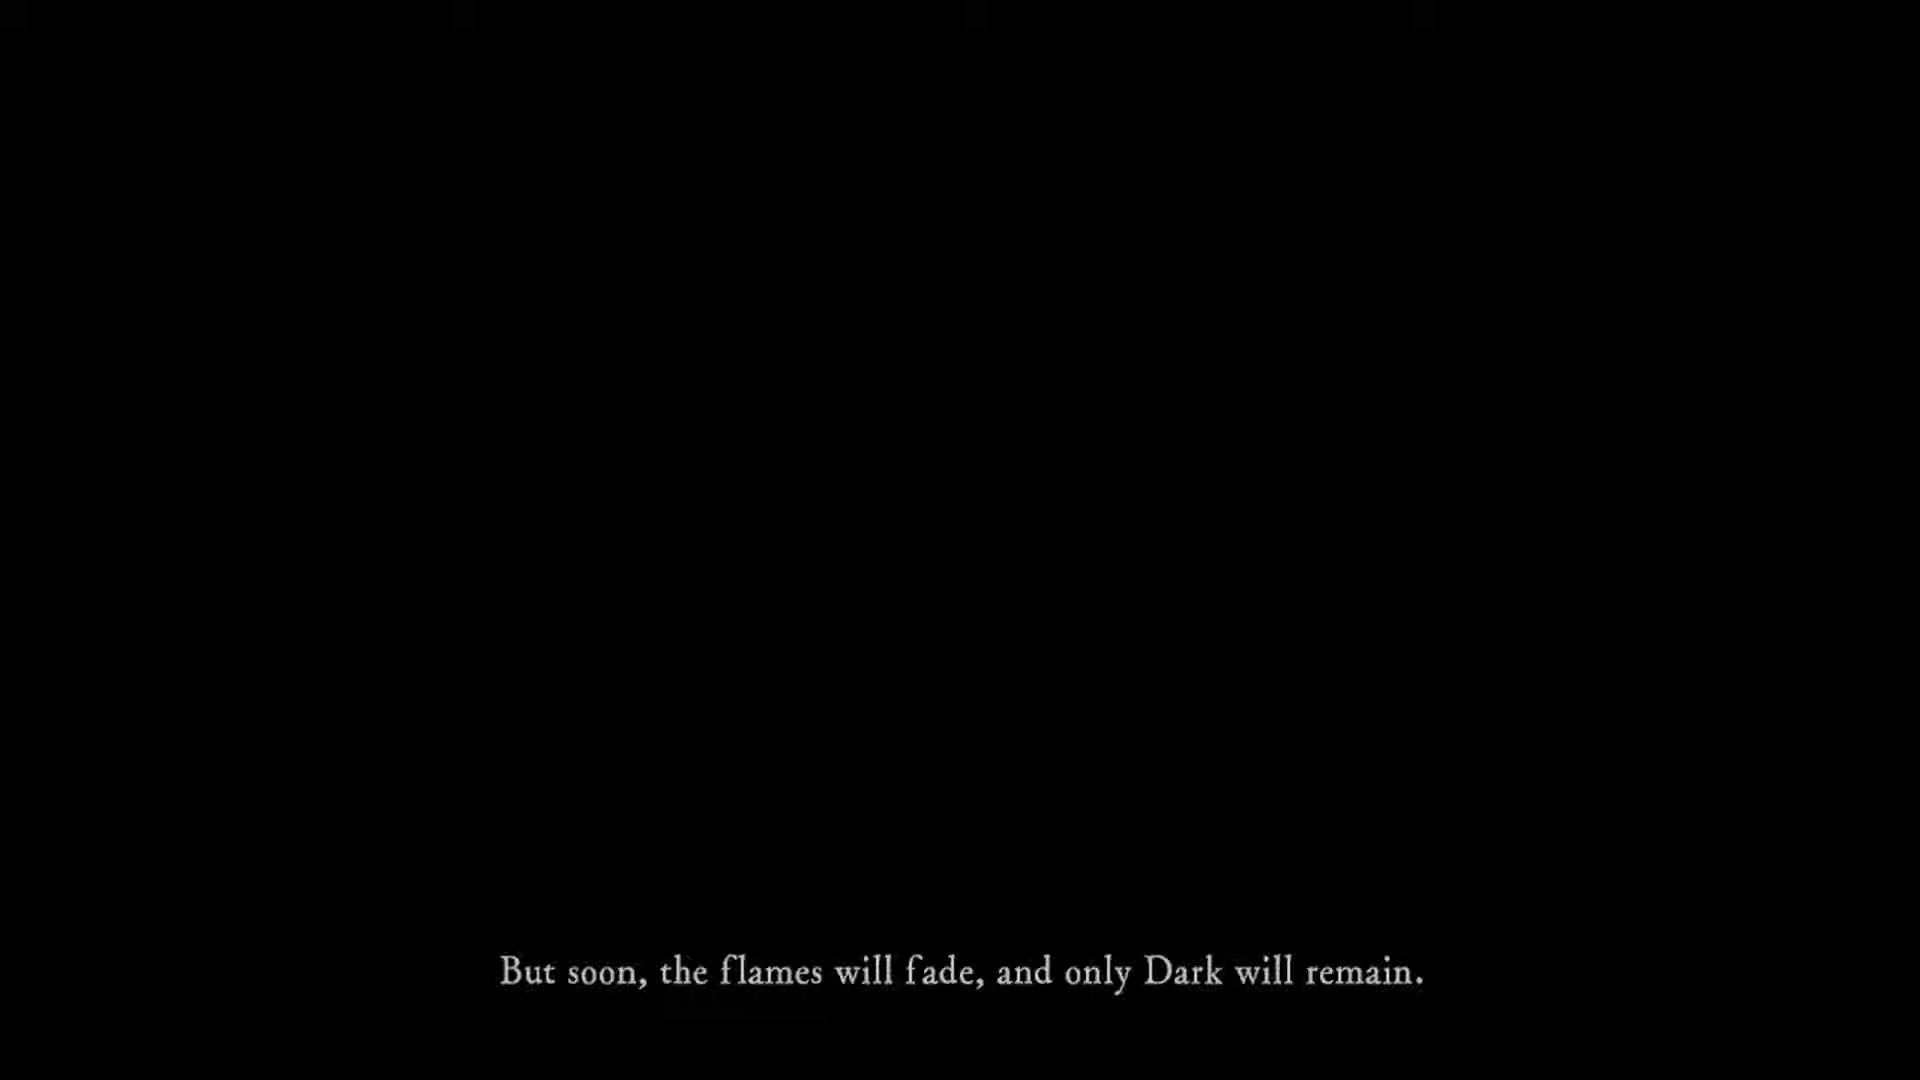 But soon, the flames will fade, and only Dark will remain.